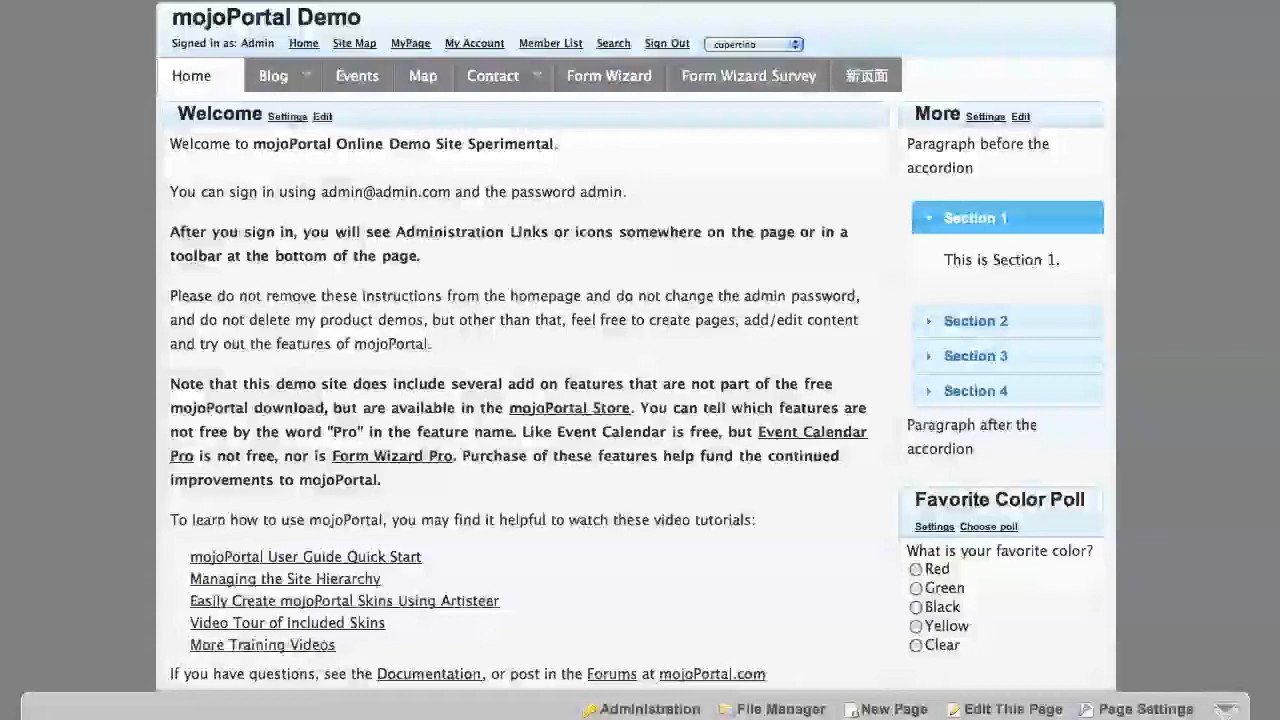 mojoPortal Demo
Signed in as: Admin Home Site Map MyPage My Account Member List Search Sign Out cupertino
Home Blog Events Map Contact Form Wizard Form Wizard Survey 新页面
Welcome Settings Edit
Welcome to mojoPortal Online Demo Site Sperimental.
You can sign in using admin@admin.com and the password admin.
After you sign in, you will see Administration Links or icons somewhere on the page or in a
toolbar at the bottom of the page.
Please do not remove these instructions from the homepage and do not change the admin password,
and do not delete my product demos, but other than that, feel free to create pages, add/edit content
and try out the features of mojoPortal.
Note that this demo site does include several add on features that are not part of the free
mojoPortal download, but are available in the mojoPortal Store. You can tell which features are
not free by the word "Pro" in the feature name. Like Event Calendar is free, but Event Calendar
Pro is not free, nor is Form Wizard Pro. Purchase of these features help fund the continued
improvements to mojoPortal.
To learn how to use mojoPortal, you may find it helpful to watch these video tutorials:
mojoPortal User Guide Quick Start
Managing the Site Hierarchy
Easily Create mojoPortal Skins Using Artisteer
Video Tour of Included Skins
More Training Videos
If you have questions, see the Documentation, or post in the Forums at mojoPortal.com
More Settings Edit
Paragraph before the
accordion
Section 1
This is Section 1.
Section 2
Section 3
Section 4
Paragraph after the
accordion
Favorite Color Poll
Settings Choose poll
What is your favorite color?
Red
Green
Black
Yellow
Clear
Administration File Manager New Page Edit This Page Page Settings